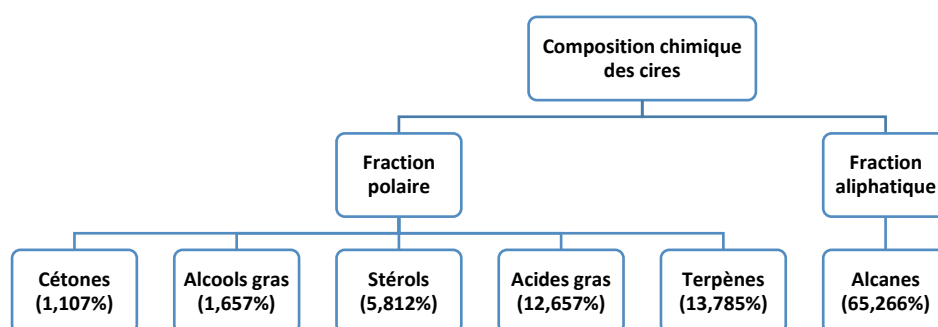 Composition chimique
des cires
Fraction
polaire
Fraction
aliphatique
Cétones
(1,107%)
Alcools gras
(1,657%)
Stérols
(5,812%)
Acides gras
(12,657%)
Terpènes
(13,785%)
Alcanes
(65,266%)